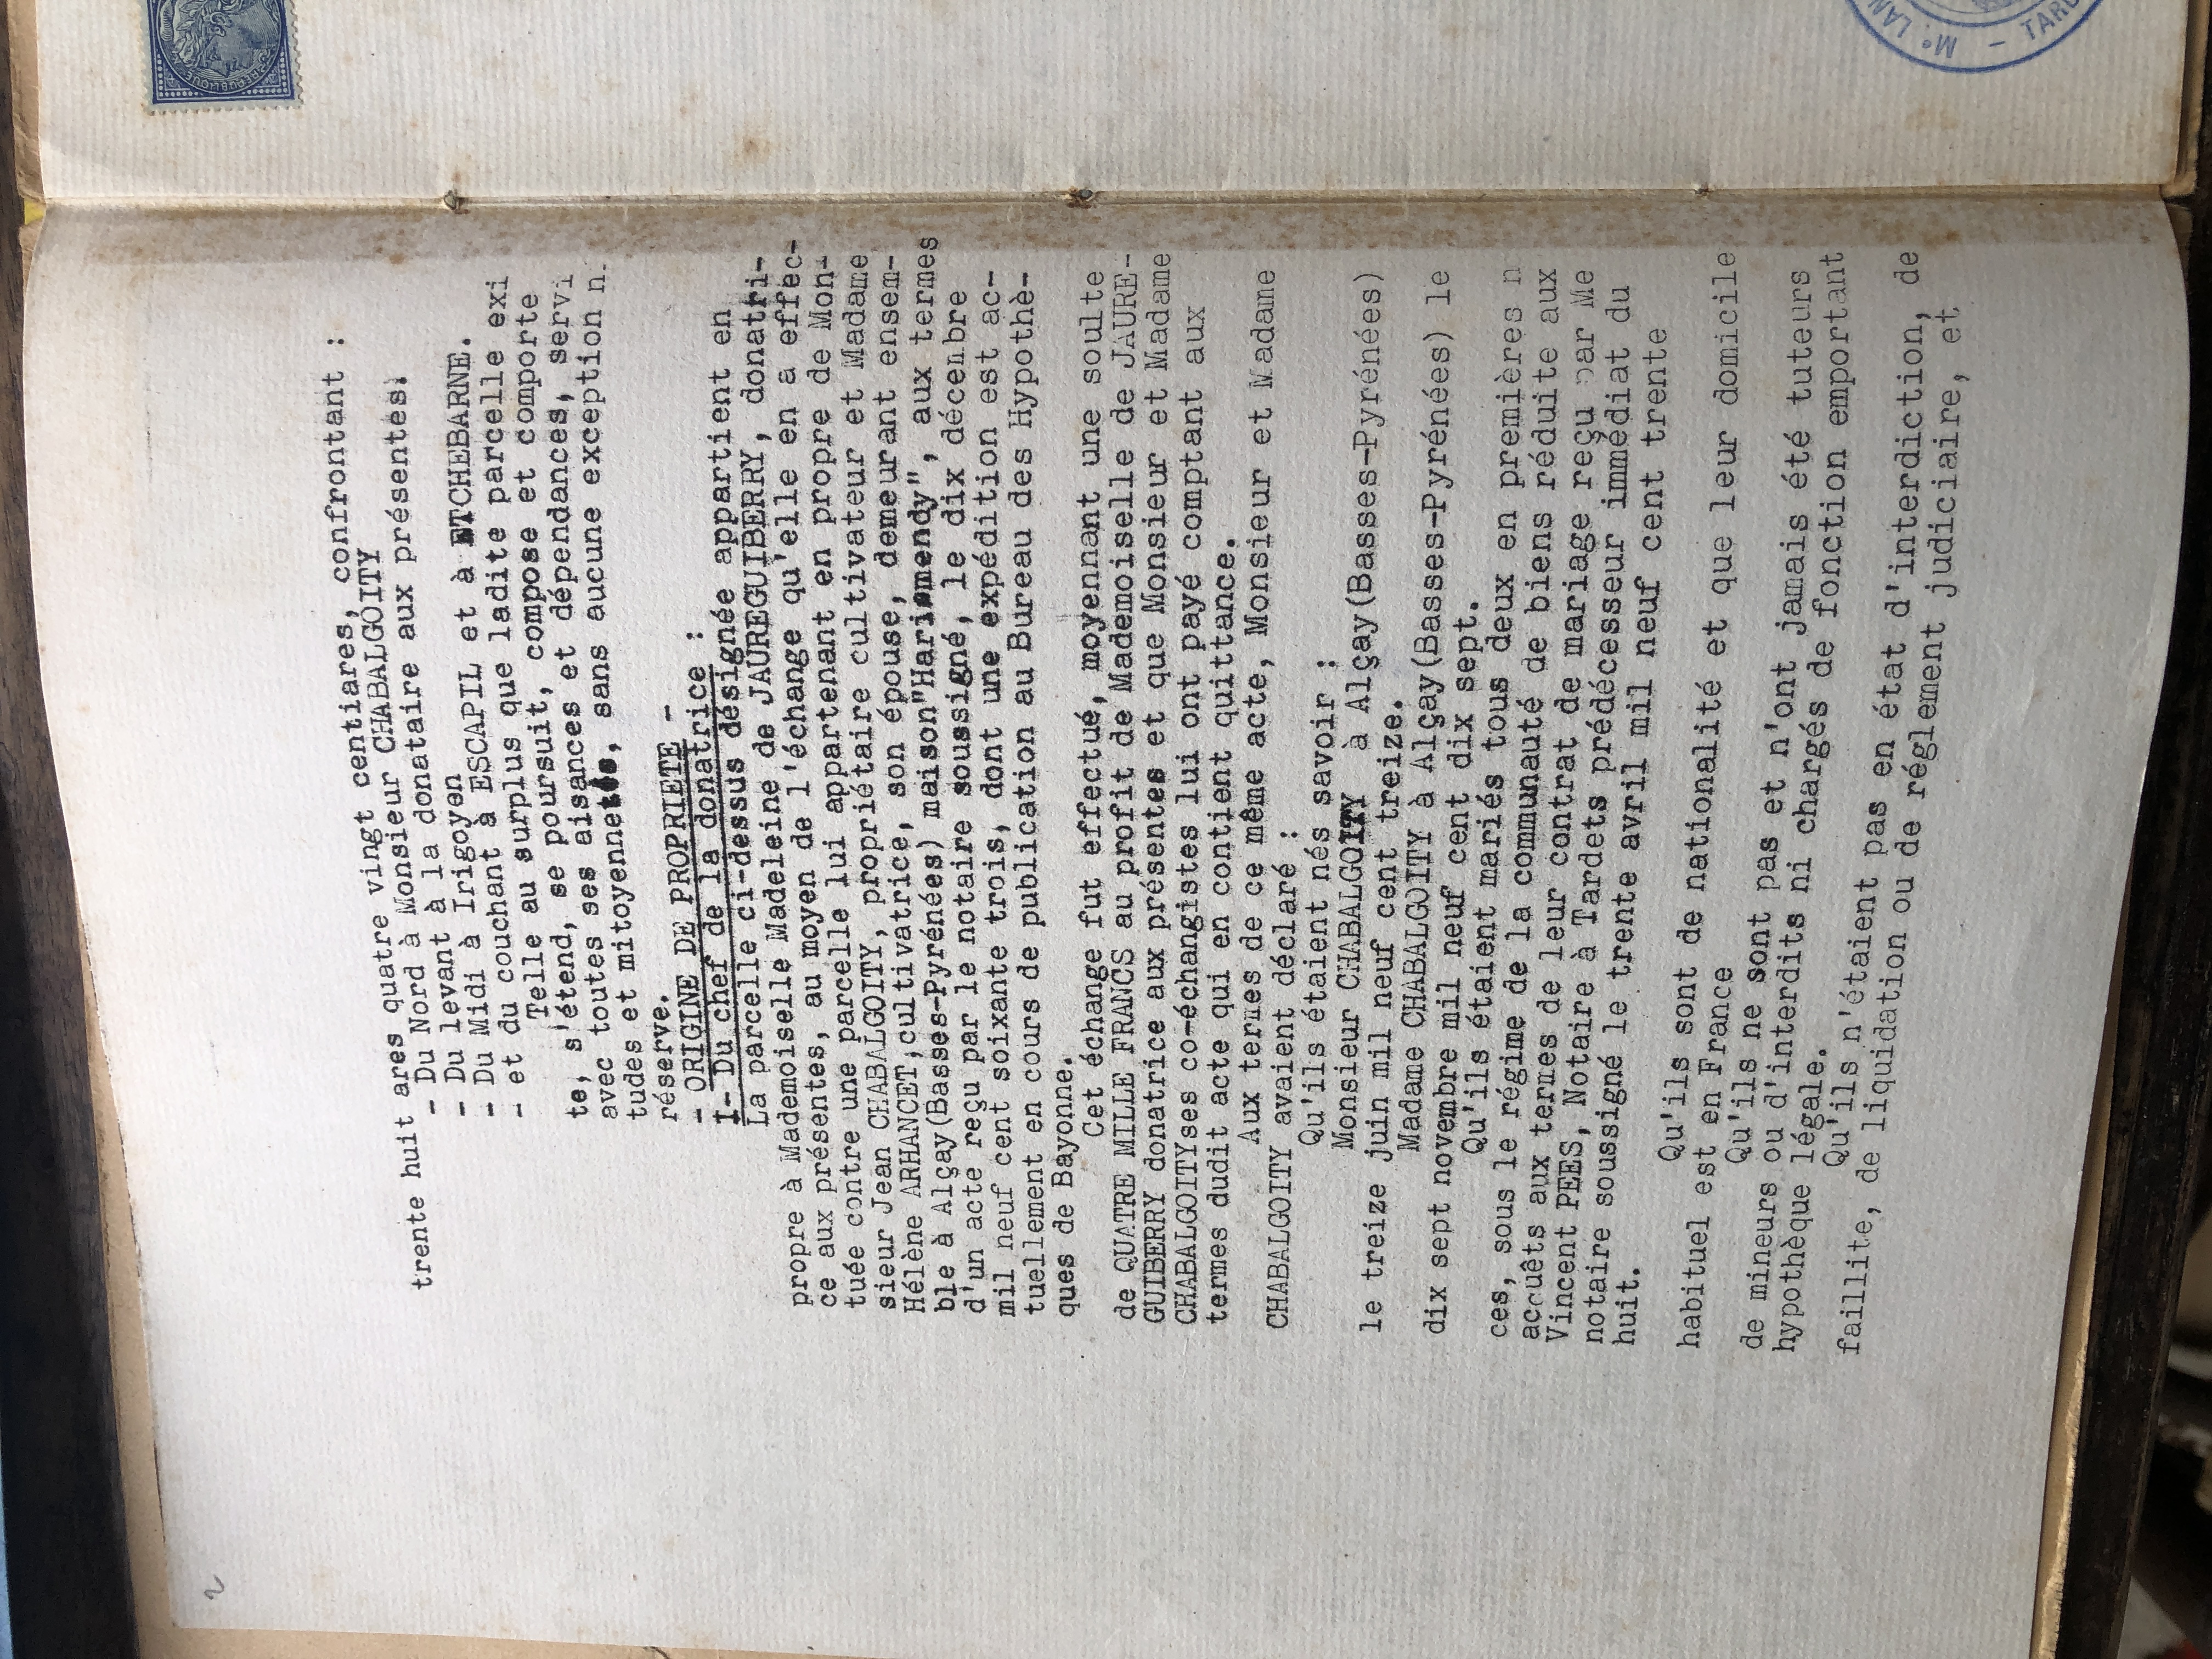 2
trente huit ares quatre vingt centiares, confrontant :
- Du Nord à Monsieur CHABALGOITY
- Du levant à la donataire aux présentes.
- Du Midi à Irigoyen
- et du couchant à ESCAPIL et à ETCHEBARNE.
Telle au surplus que ladite parcelle exi
te, s'étend, se poursuit, compose et comporte
avec toutes ses aisances et dépendances, servi
tudes et mitoyennetés, sans aucune exception n
réserve.
- ORIGINE DE PROPRIETE -
I- Du chef de la donatrice :
La parcelle ci-dessus désignée appartient en
propre à Mademoiselle Madeleine de JAUREGUIBERRY, donatri-
ce aux présentes, au moyen de l'échange qu'elle en a effec-
tuée contre une parcelle lui appartenant en propre de Mon-
sieur Jean CHABALGOITY, propriétaire cultivateur et Madame
Hélène ARHANCET, cultivatrice, son épouse, demeurant ensem-
ble à Alçay(Basses-Pyrénées) maison"Harismendy", aux termes
d'un acte reçu par le notaire soussigné, le dix décembre
mil neuf cent soixante trois, dont une expédition est ac-
tuellement en cours de publication au Bureau des Hypothè-
ques de Bayonne.
Cet échange fut effectué, moyennant une soulte
de QUATRE MILLE FRANCS au profit de Mademoiselle de JAURE-
GUIBERRY donatrice aux présentes et que Monsieur et Madame
CHABALGOITY ses co-échangistes lui ont payé comptant aux
termes dudit acte qui en contient quittance.
Aux termes de ce même acte, Monsieur et Madame
CHABALGOITY avaient déclaré :
Qu'ils étaient nés savoir :
Monsieur CHABALGOITY à Alçay(Basses-Pyrénées)
le treize juin mil neuf cent treize.
Madame CHABALGOITY à Alçay(Basses-Pyrénées) le
dix sept novembre mil neuf cent dix sept.
Qu'ils étaient mariés tous deux en premières n
ces, sous le régime de la communauté de biens réduite aux
acquêts aux termes de leur contrat de mariage reçu par Me
Vincent PEES, Notaire à Tardets prédécesseur immédiat du
notaire soussigné le trente avril mil neuf cent trente
huit.
Qu'ils sont de nationalité et que leur domicile
habituel est en France
Qu'ils ne sont pas et n'ont jamais été tuteurs
de mineurs ou d'interdits ni chargés de fonction emportant
hypothèque légale.
Qu'ils n'étaient pas en état d'interdiction, de
faillite, de liquidation ou de réglement judiciaire, et
REPUBLIQUE
Me LAN
- TARD